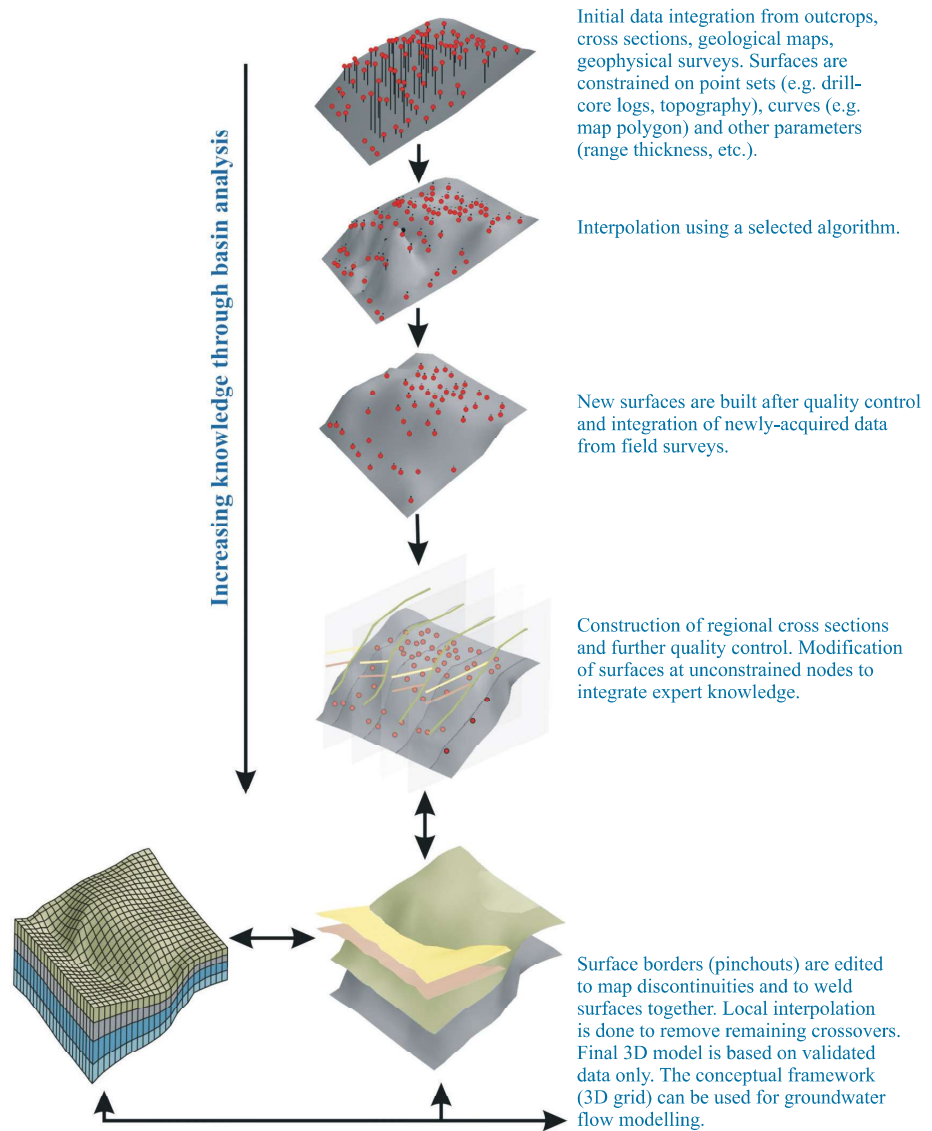 Initial data integration from outcrops,
cross sections, geological maps,
geophysical surveys. Surfaces are
constrained on point sets (e.g. drill-
core logs, topography), curves (e.g.
map polygon) and other parameters
(range thickness, etc.).
Increasing knowledge through basin analysis
Interpolation using a selected algorithm.
New surfaces are built after quality control
and integration of newly-acquired data
from field surveys.
Construction of regional cross sections
and further quality control. Modification
of surfaces at unconstrained nodes to
integrate expert knowledge.
Surface borders (pinchouts) are edited
to map discontinuities and to weld
surfaces together. Local interpolation
is done to remove remaining crossovers.
Final 3D model is based on validated
data only. The conceptual framework
(3D grid) can be used for groundwater
flow modelling.